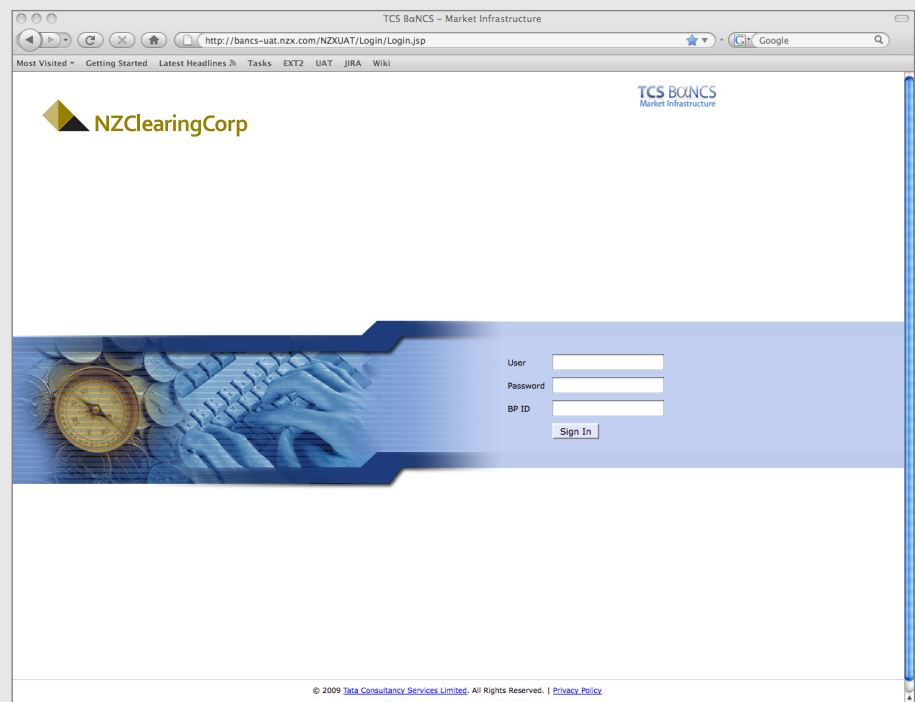 TCS BαNCS – Market Infrastructure
http://bancs-uat.nzx.com/NZXUAT/Login/Login.jsp
Google
Most Visited Getting Started Latest Headlines Tasks EXT2 UAT JIRA Wiki
TCS BαNCS
Market Infrastructure
NZClearingCorp
User
Password
BP ID
Sign In
© 2009 Tata Consultancy Services Limited. All Rights Reserved. | Privacy Policy